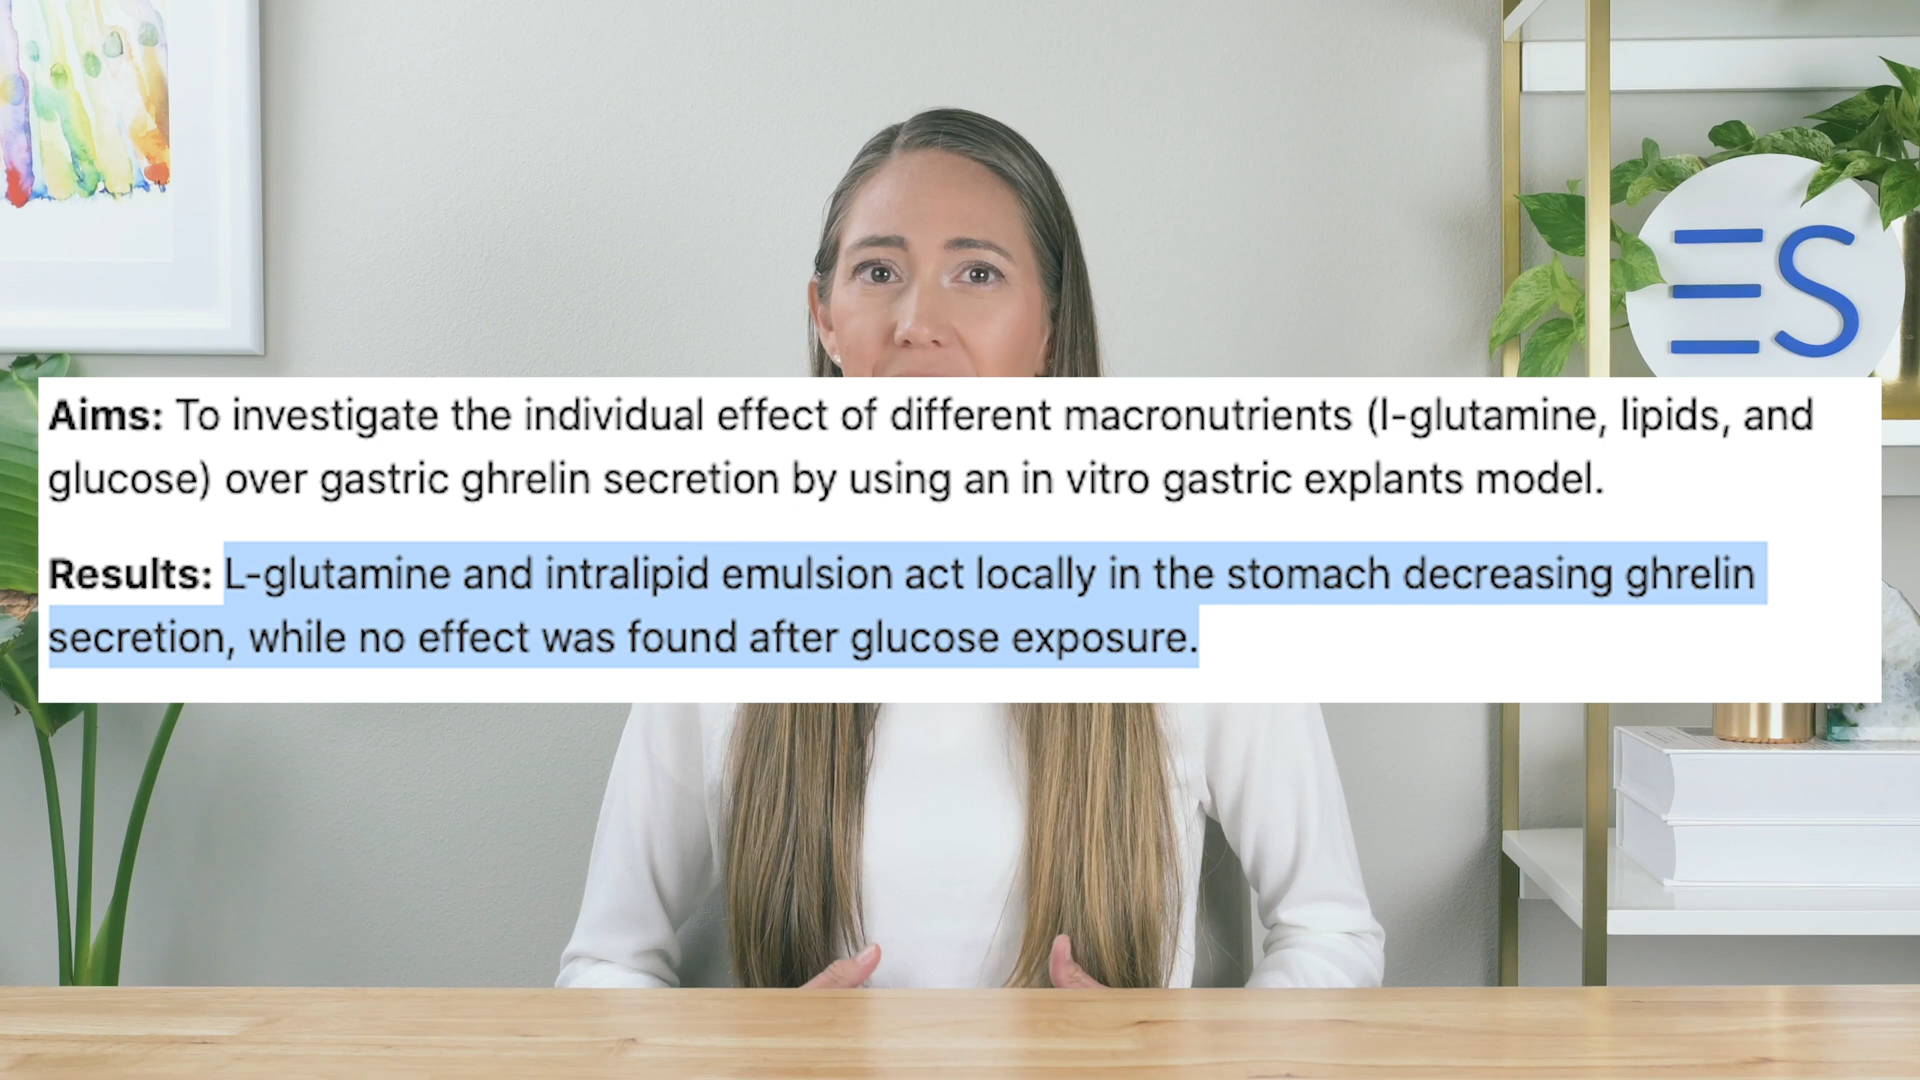 ES
Aims: To investigate the individual effect of different macronutrients (l-glutamine, lipids, and
glucose) over gastric ghrelin secretion by using an in vitro gastric explants model.
Results: L-glutamine and intralipid emulsion act locally in the stomach decreasing ghrelin
secretion, while no effect was found after glucose exposure.